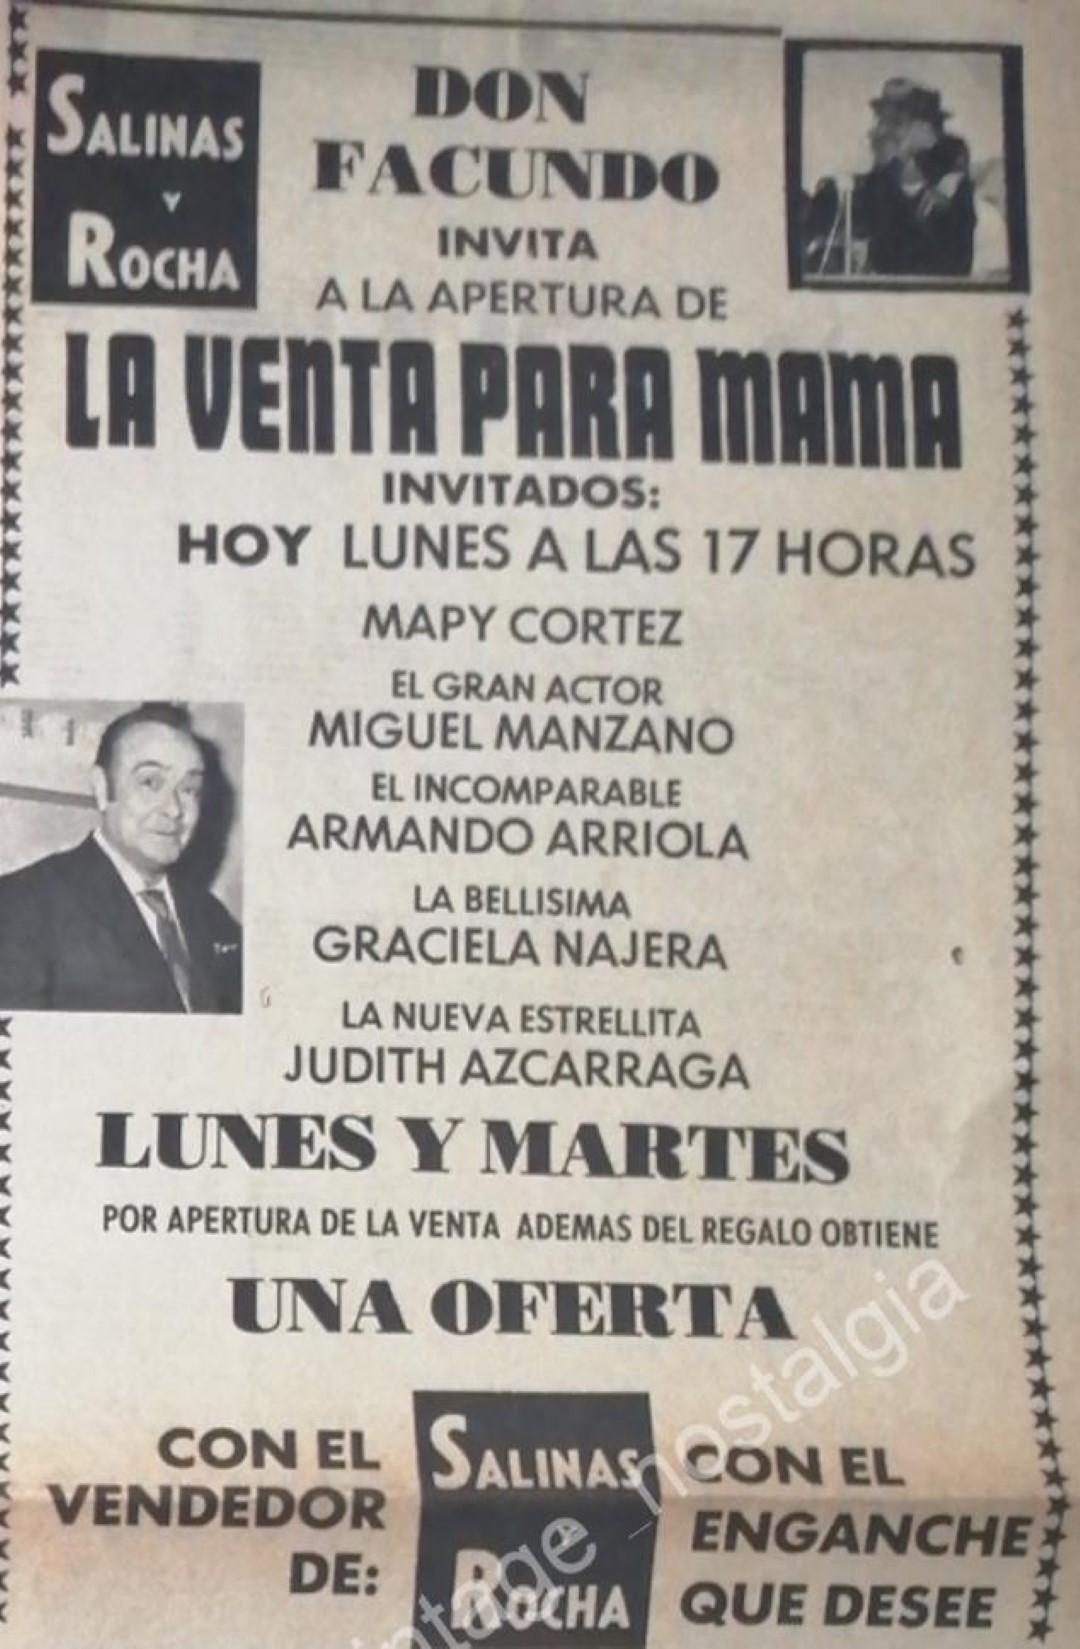 SALINAS
Y
ROCHA
DON
FACUNDO
INVITA
A LA APERTURA DE
LA VENTA PARA MAMA
INVITADOS:
HOY LUNES A LAS 17 HORAS
MAPY CORTEZ
EL GRAN ACTOR
MIGUEL MANZANO
EL INCOMPARABLE
ARMANDO ARRIOLA
LA BELLISIMA
GRACIELA NAJERA
LA NUEVA ESTRELLITA
JUDITH AZCARRAGA
LUNES Y MARTES
POR APERTURA DE LA VENTA ADEMAS DEL REGALO OBTIENE
UNA OFERTA
CON EL
VENDEDOR
DE:
SALINAS
Y
ROCHA
CON EL
ENGANCHE
QUE DESEE
intage_nostalgia